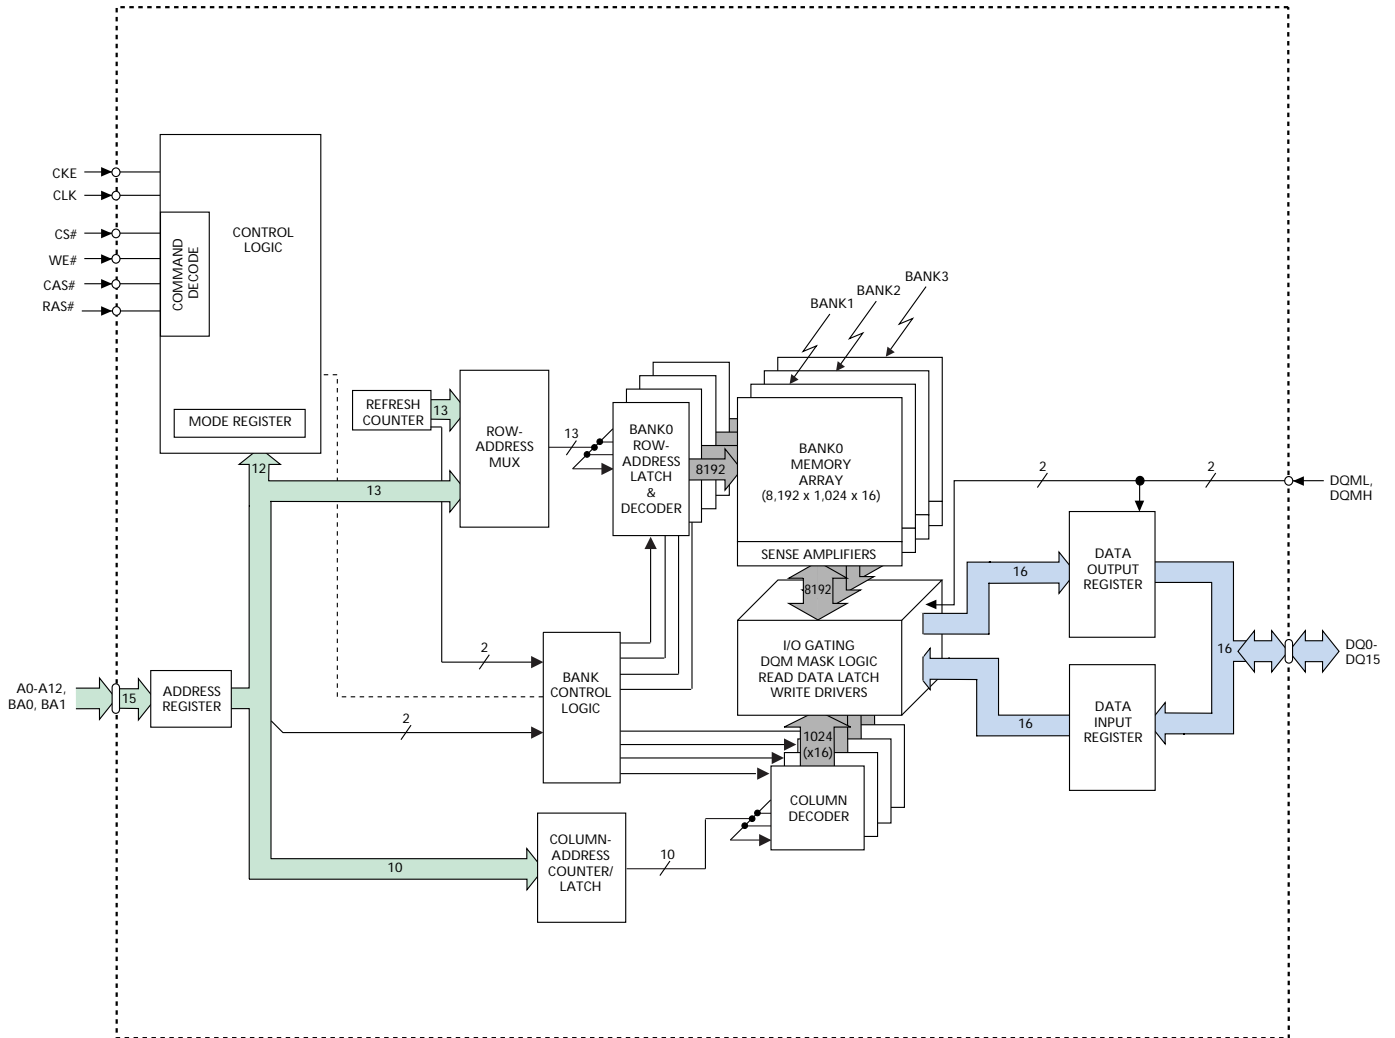 CKE
CLK
CS#
WE#
CAS#
RAS#
COMMAND
DECODE
CONTROL
LOGIC
MODE REGISTER
12
REFRESH
COUNTER
13
13
ROW-
ADDRESS
MUX
13
BANK0
ROW-
ADDRESS
LATCH
&
DECODER
8192
BANK1
BANK2
BANK3
BANK0
MEMORY
ARRAY
(8,192 x 1,024 x 16)
SENSE AMPLIFIERS
8192
I/O GATING
DQM MASK LOGIC
READ DATA LATCH
WRITE DRIVERS
2
2
DQML,
DQMH
16
DATA
OUTPUT
REGISTER
16
DQ0-
DQ15
16
DATA
INPUT
REGISTER
A0-A12,
BA0, BA1
15
ADDRESS
REGISTER
2
2
BANK
CONTROL
LOGIC
1024
(x16)
COLUMN
DECODER
10
COLUMN-
ADDRESS
COUNTER/
LATCH
10